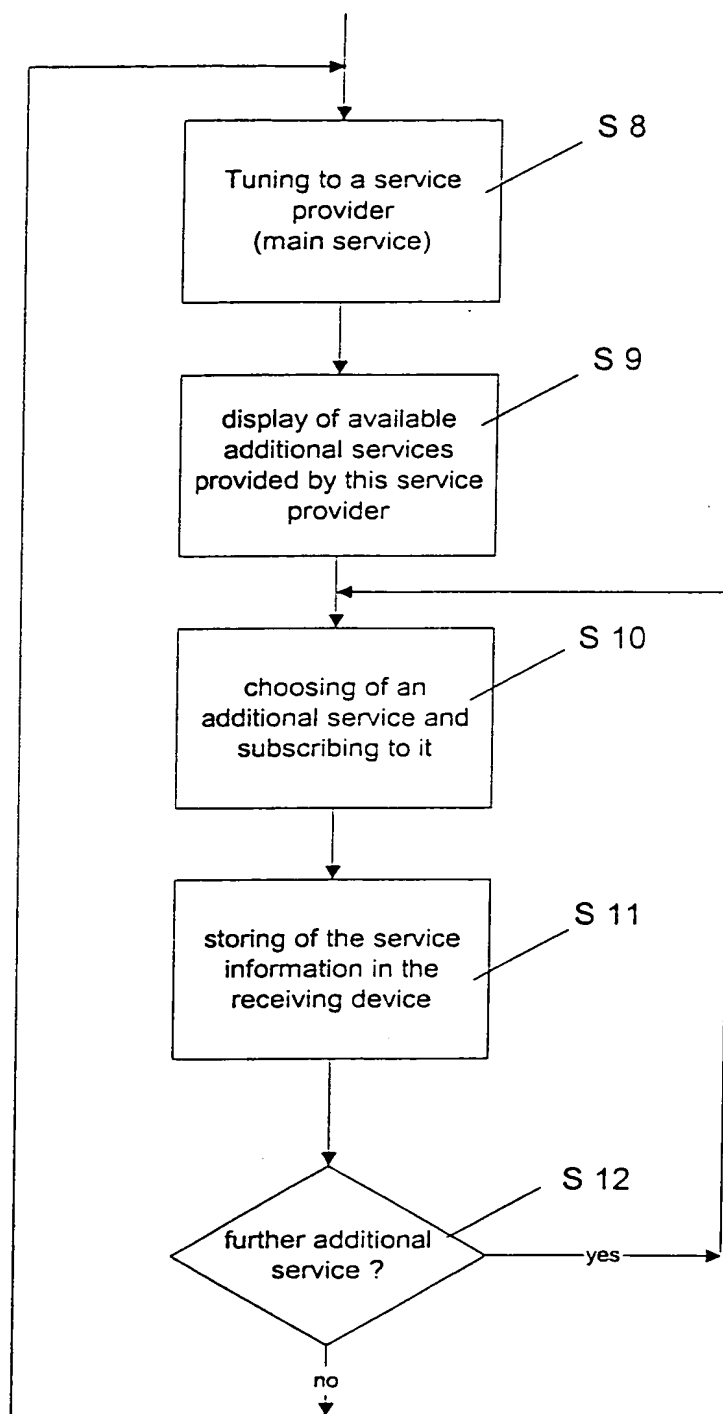 S 8
Tuning to a service
provider
(main service)
S 9
display of available
additional services
provided by this service
provider
S 10
choosing of an
additional service and
subscribing to it
S 11
storing of the service
information in the
receiving device
S 12
further additional
service ?
yes
no